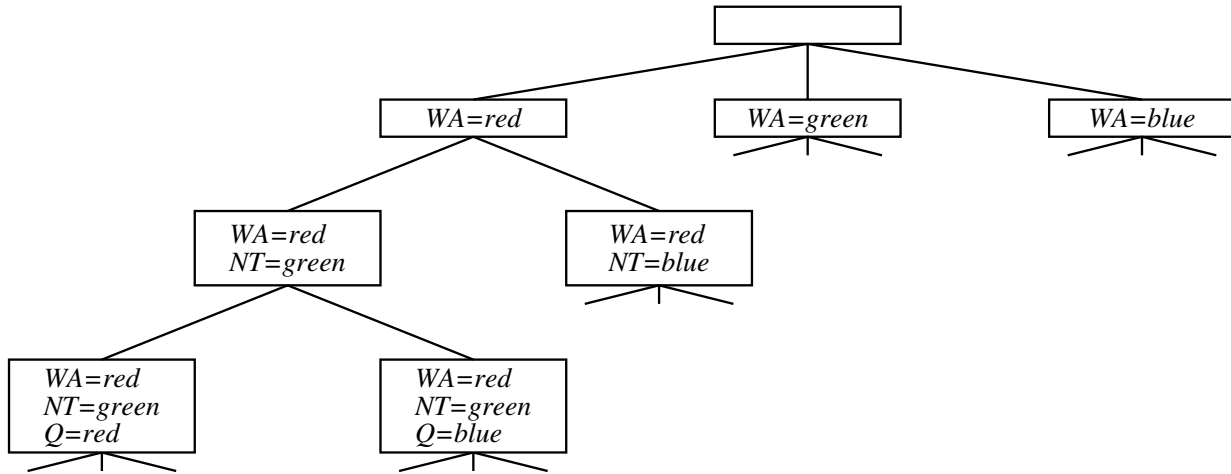 WA=red
WA=green
WA=blue
WA=red
NT=green
WA=red
NT=blue
WA=red
NT=green
Q=red
WA=red
NT=green
Q=blue